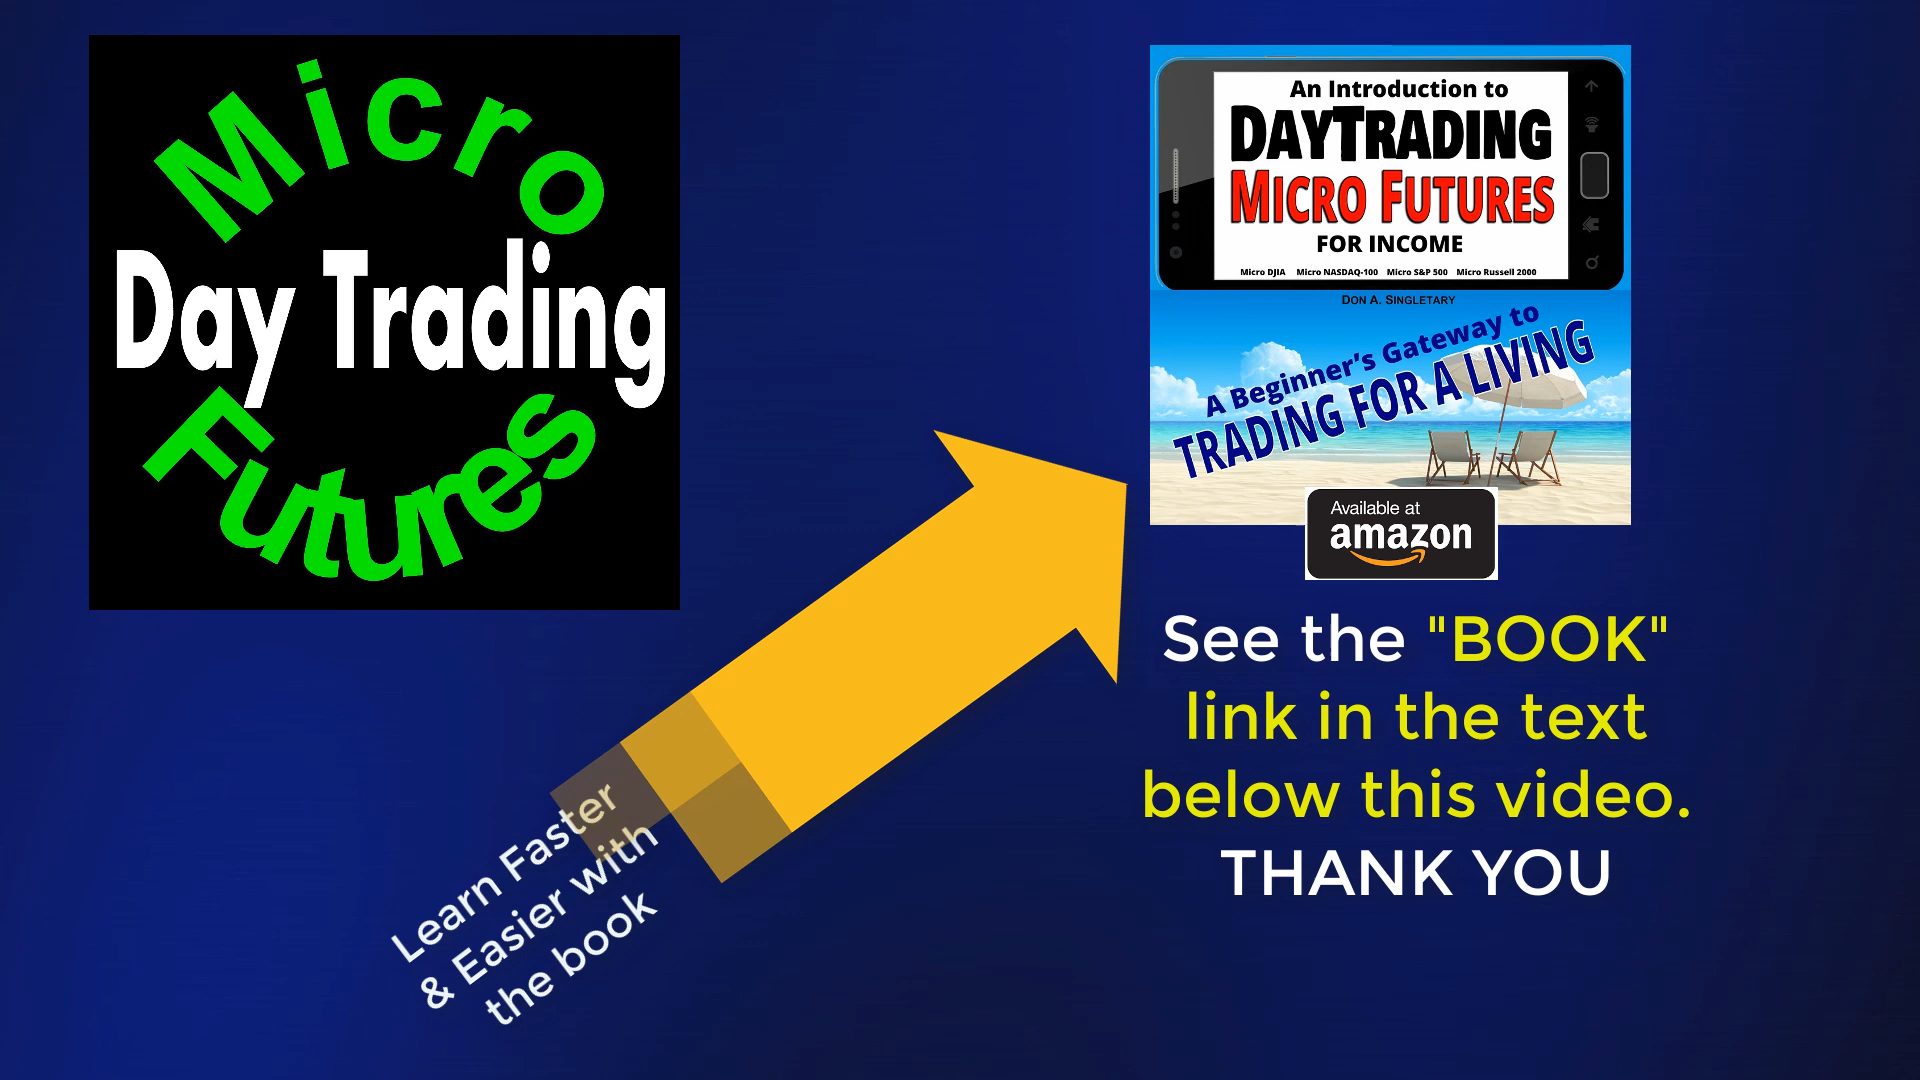 Micro
Day Trading
Futures
An Introduction to
DAYTRADING
MICRO FUTURES
FOR INCOME
Micro DJIA Micro NASDAQ-100 Micro S&P 500 Micro Russell 2000
DON A. SINGLETARY
A Beginner's Gateway to
TRADING FOR A LIVING
Available at
amazon
See the "BOOK"
link in the text
below this video.
THANK YOU
Learn Faster
& Easier with
the book